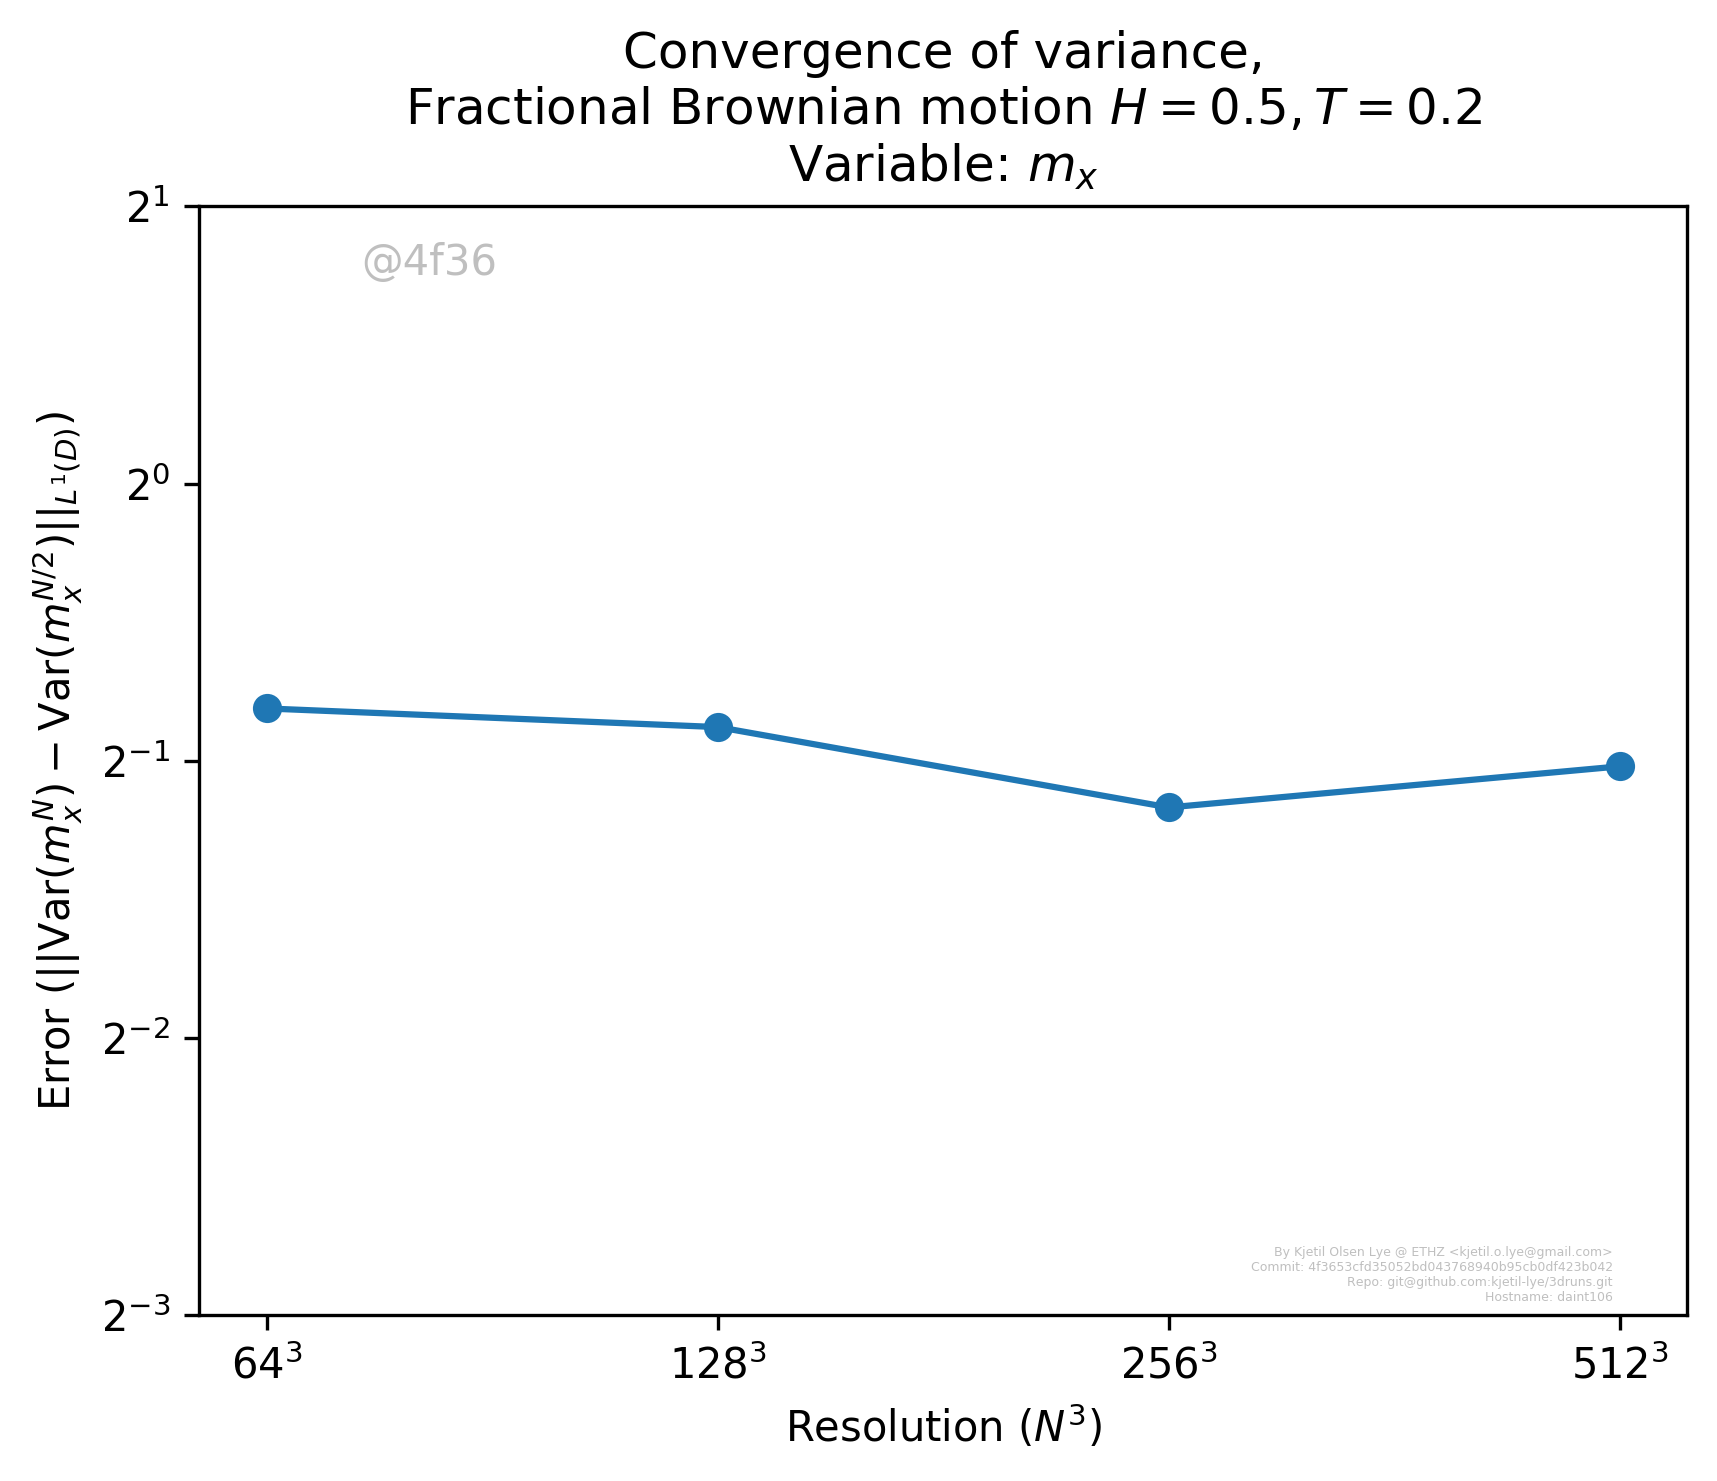 Convergence of variance,
Fractional Brownian motion $H = 0.5, T = 0.2$
Variable: $m_x$
$2^1$
@4f36
$2^0$
$2^{-1}$
$2^{-2}$
$2^{-3}$
Error ($||\mathrm{Var}(m_x^N) - \mathrm{Var}(m_x^{N/2})||_{L^1(D)}$)
By Kjetil Olsen Lye @ ETHZ <kjetil.o.lye@gmail.com>
Commit: 4f3653cfd35052bd043768940b95cb0df423b042
Repo: git@github.com:kjetil-lye/3druns.git
Hostname: daint106
$64^3$ $128^3$ $256^3$ $512^3$
Resolution ($N^3$)